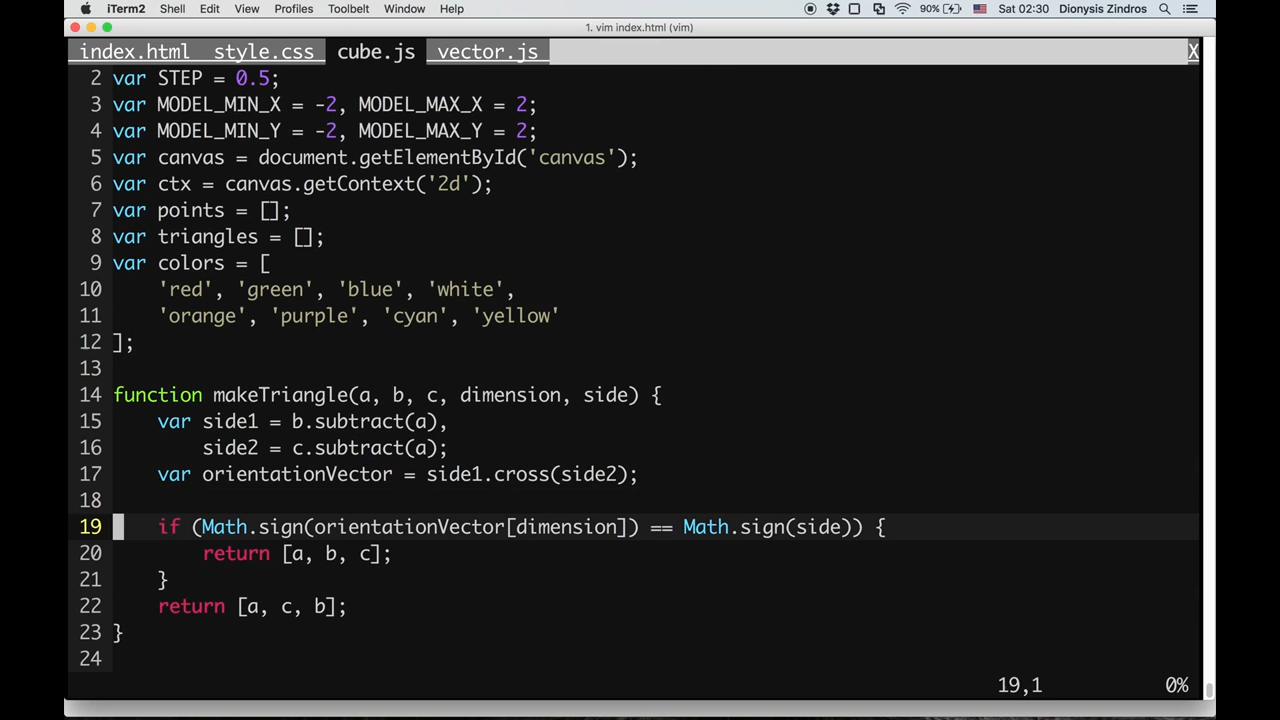 iTerm2 Shell Edit View Profiles Toolbelt Window Help 90% Sat 02:30 Dionysis Zindros
1. vim index.html (vim)
index.html style.css cube.js vector.js X
2 var STEP = 0.5;
3 var MODEL_MIN_X = -2, MODEL_MAX_X = 2;
4 var MODEL_MIN_Y = -2, MODEL_MAX_Y = 2;
5 var canvas = document.getElementById('canvas');
6 var ctx = canvas.getContext('2d');
7 var points = [];
8 var triangles = [];
9 var colors = [
10     'red', 'green', 'blue', 'white',
11     'orange', 'purple', 'cyan', 'yellow'
12 ];
13
14 function makeTriangle(a, b, c, dimension, side) {
15     var side1 = b.subtract(a),
16         side2 = c.subtract(a);
17     var orientationVector = side1.cross(side2);
18
19     if (Math.sign(orientationVector[dimension]) == Math.sign(side)) {
20         return [a, b, c];
21     }
22     return [a, c, b];
23 }
24
19,1 0%